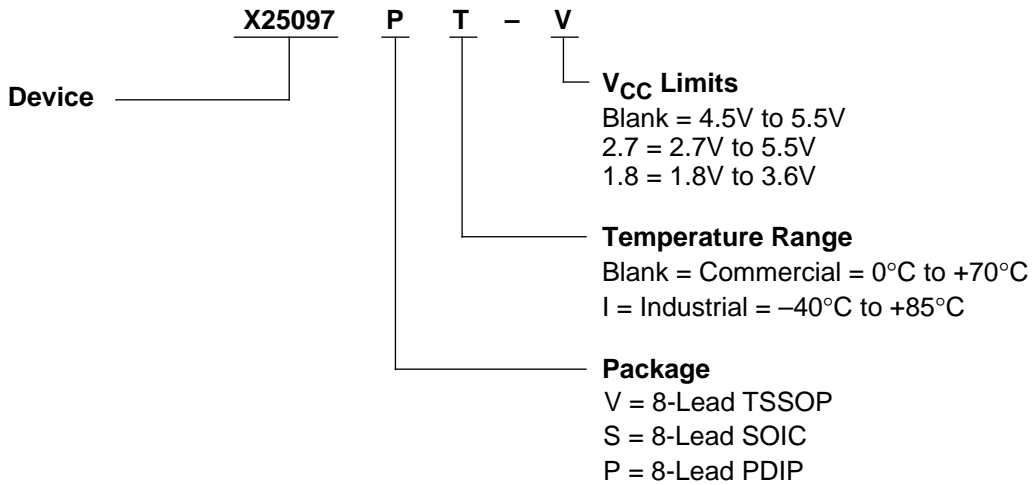 X25097 P T – V
Device
VCC Limits
Blank = 4.5V to 5.5V
2.7 = 2.7V to 5.5V
1.8 = 1.8V to 3.6V
Temperature Range
Blank = Commercial = 0°C to +70°C
I = Industrial = –40°C to +85°C
Package
V = 8-Lead TSSOP
S = 8-Lead SOIC
P = 8-Lead PDIP